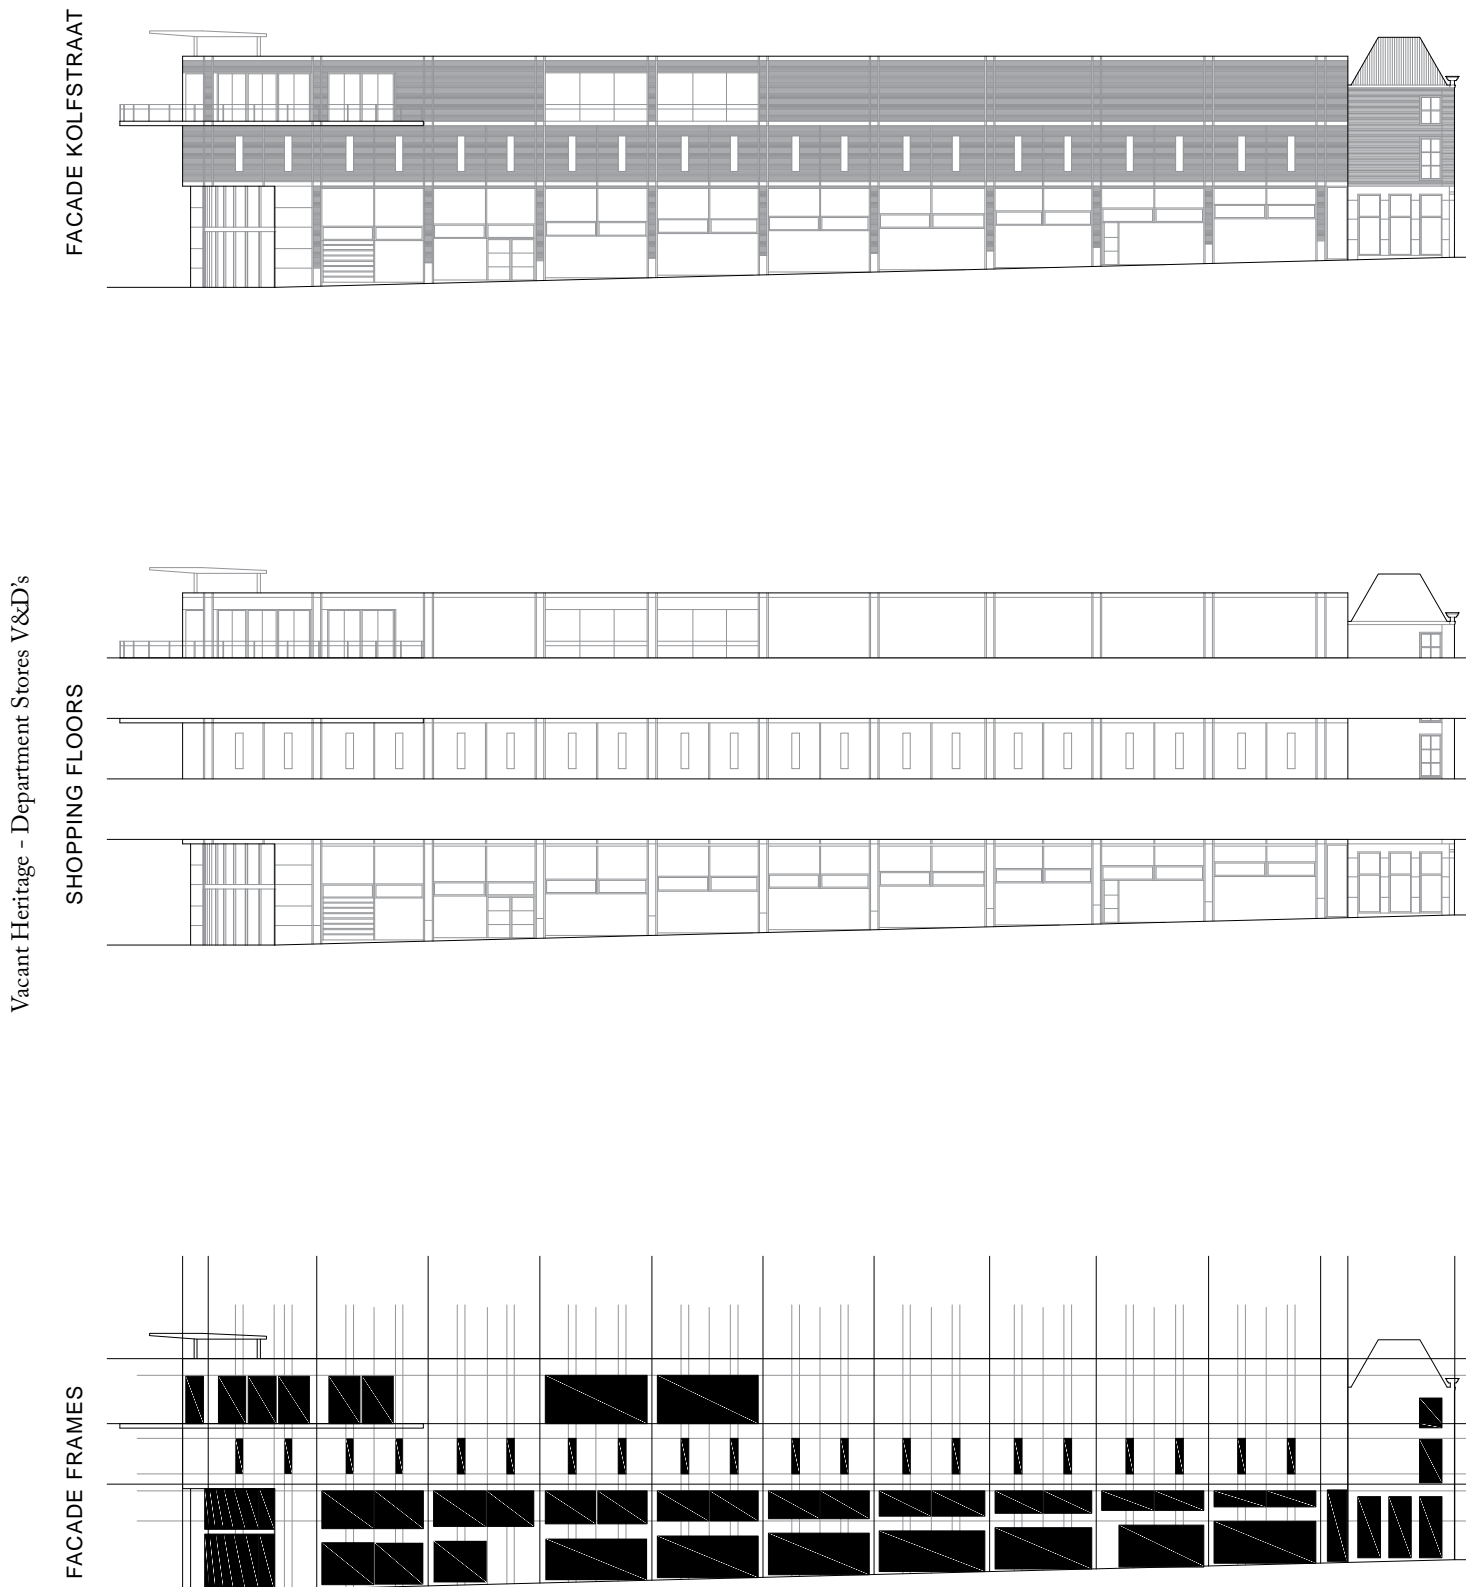 FACADE KOLFSTRAAT
Vacant Heritage - Department Stores V&D's
SHOPPING FLOORS
FACADE FRAMES